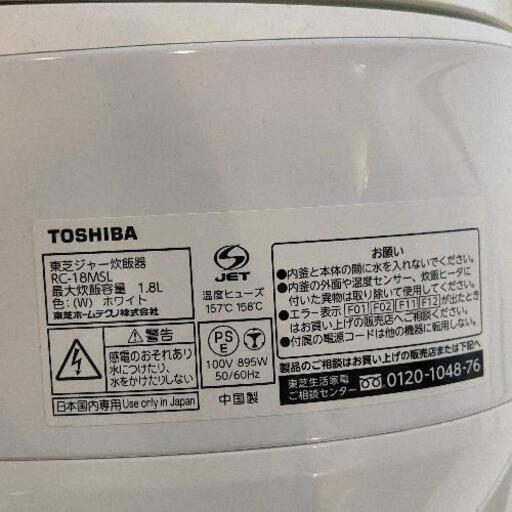 TOSHIBA
東芝ジャー炊飯器
RC-18MSL
最大炊飯容量 1.8L
色:(W) ホワイト
東芝ホームテクノ株式会社
警告
感電のおそれあり
水につけたり、
水をかけたりしない
日本国内専用 Use only in Japan
S
JET
温度ヒューズ
157℃ 158℃
PS
E
100V 895W
50/60Hz
中国製
お願い
●内釜と本体の間に水を入れないでください。
●内釜の外面や温度センサー、炊飯ヒータに
付いた異物は取り除いて使用してください。
●エラー表示 F01 F02 F11 F12 が出たとき
はお買い上げの販売店へご相談ください。
●付属の電源コードは他の機器に転用しない。
製品のご相談はお買い上げの販売店または下記へ
東芝生活家電
ご相談センター
0120-1048-76